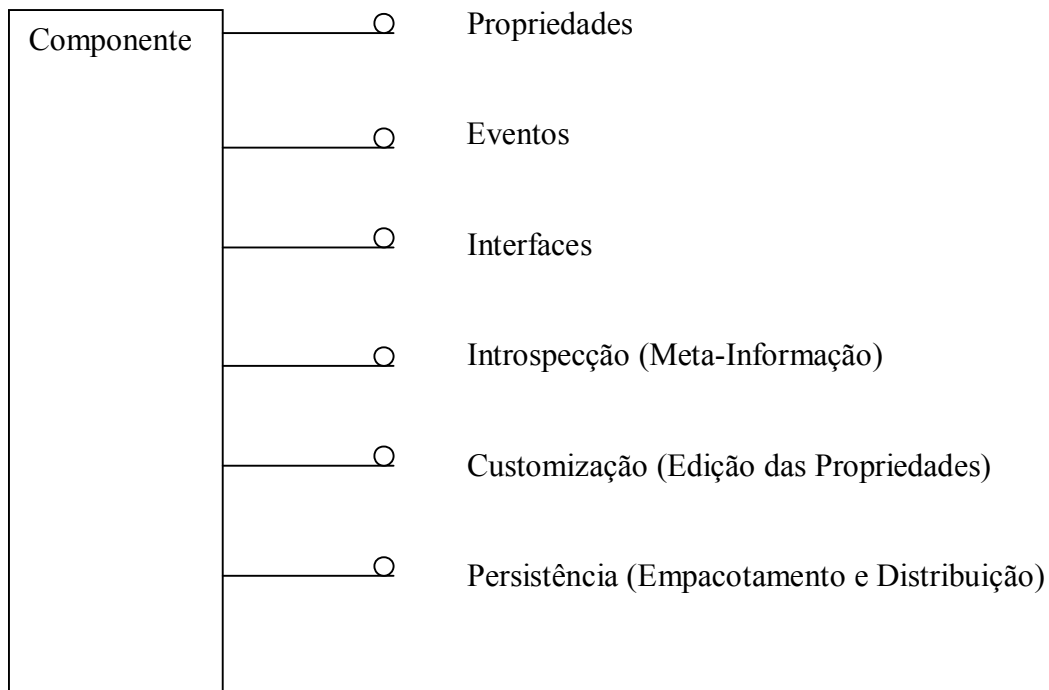 Componente
Propriedades
Eventos
Interfaces
Introspecção (Meta-Informação)
Customização (Edição das Propriedades)
Persistência (Empacotamento e Distribuição)